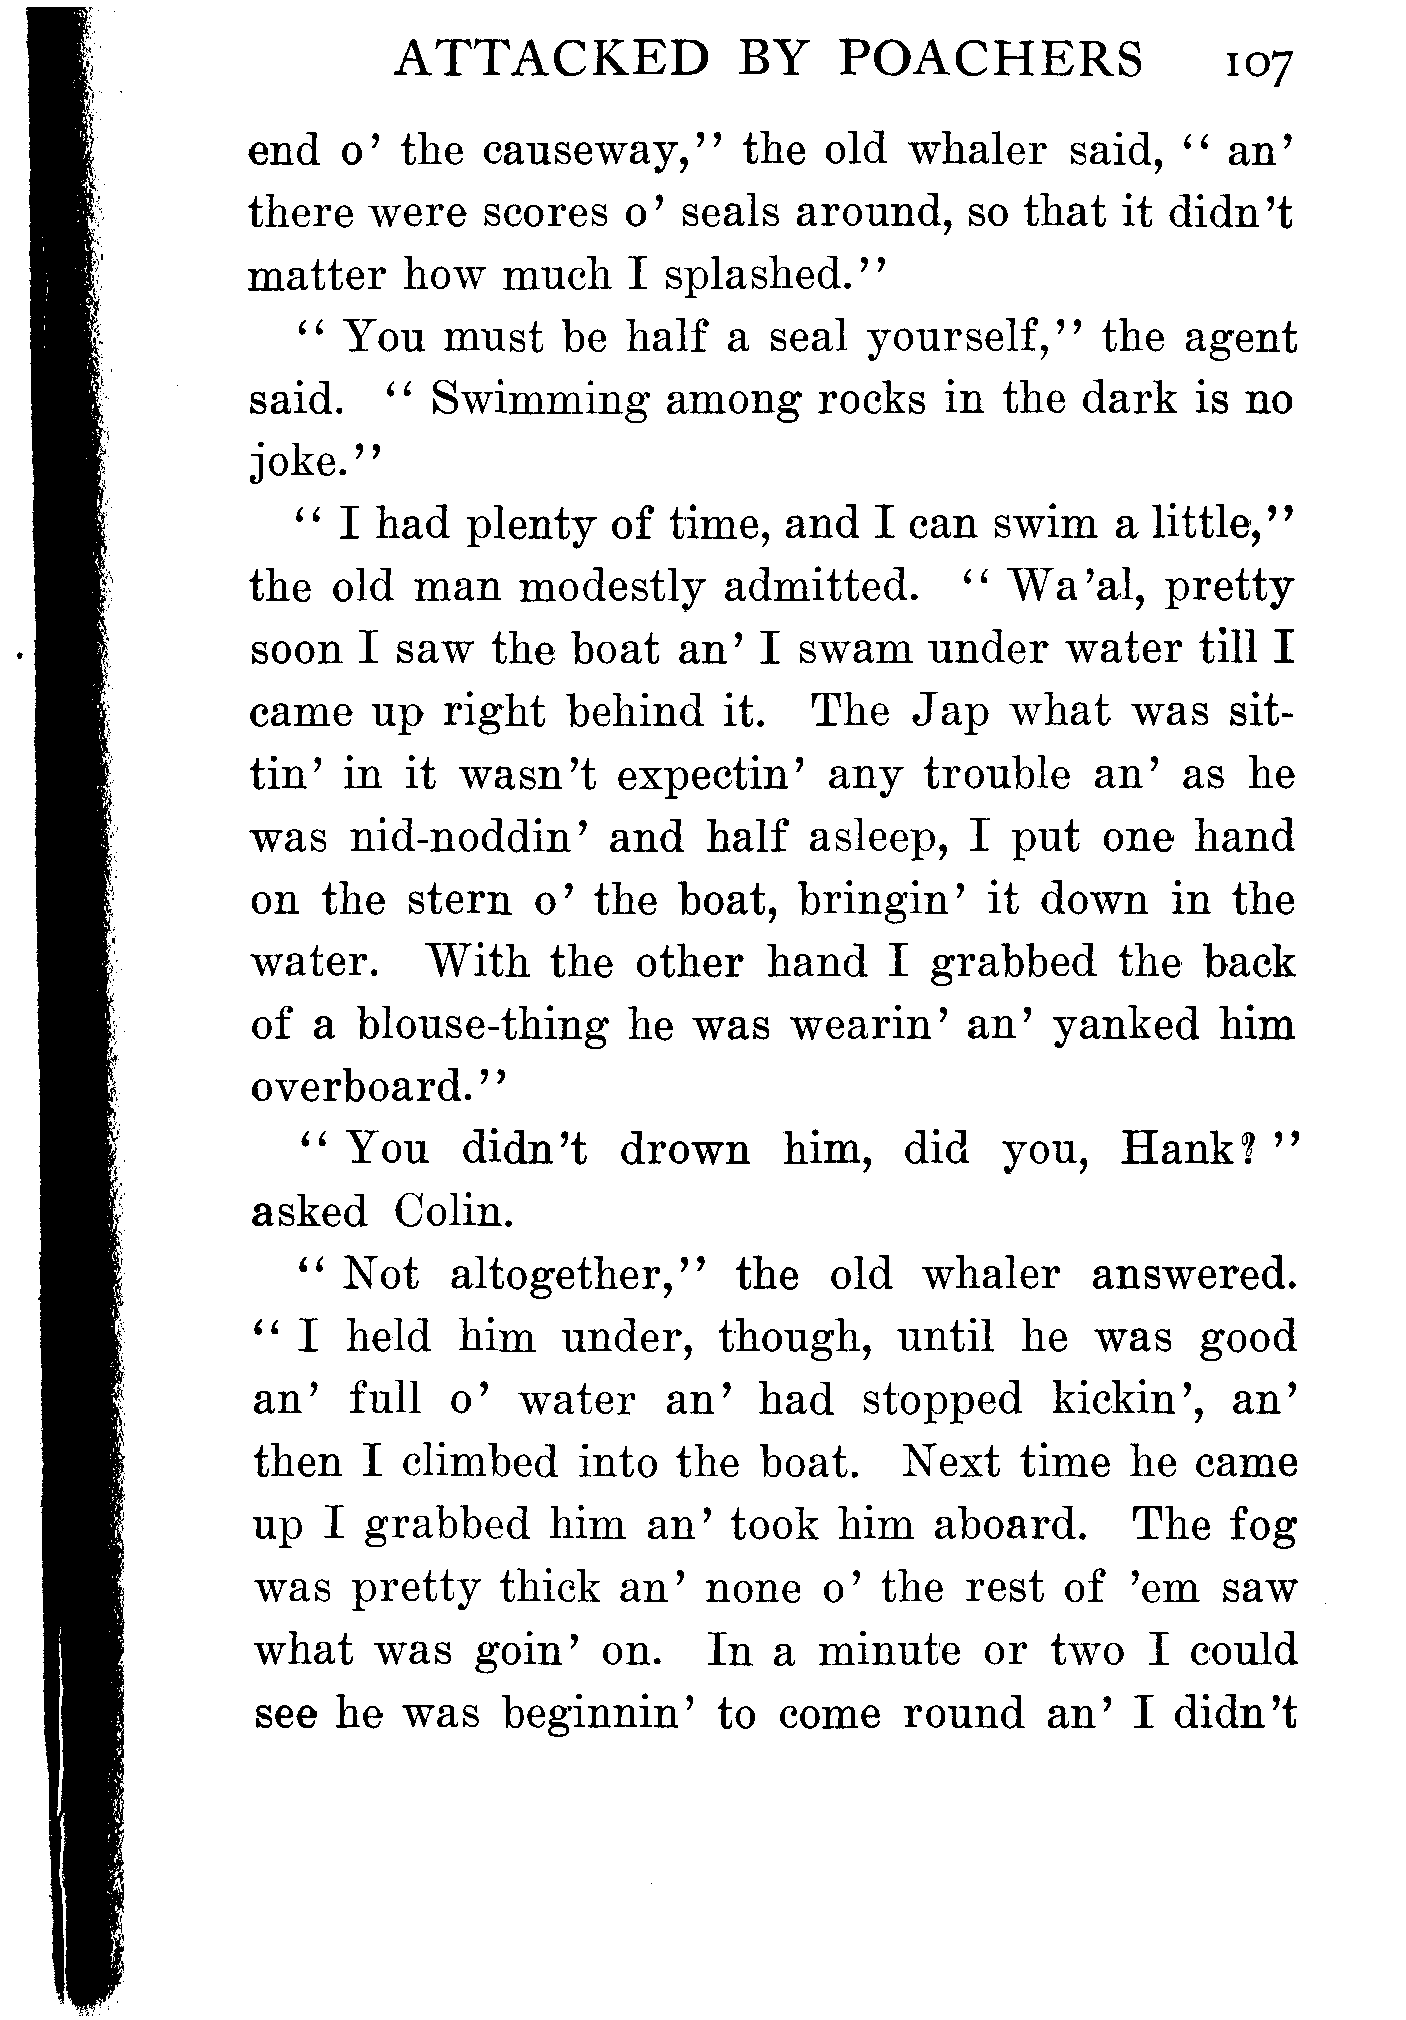 ATTACKED BY POACHERS 107
end o' the causeway," the old whaler said, " an'
there were scores o' seals around, so that it didn't
matter how much I splashed."
" You must be half a seal yourself," the agent
said. " Swimming among rocks in the dark is no
joke."
" I had plenty of time, and I can swim a little,"
the old man modestly admitted. " Wa'al, pretty
soon I saw the boat an' I swam under water till I
came up right behind it. The Jap what was sit-
tin' in it wasn't expectin' any trouble an' as he
was nid-noddin' and half asleep, I put one hand
on the stern o' the boat, bringin' it down in the
water. With the other hand I grabbed the back
of a blouse-thing he was wearin' an' yanked him
overboard."
" You didn't drown him, did you, Hank? "
asked Colin.
" Not altogether," the old whaler answered.
" I held him under, though, until he was good
an' full o' water an' had stopped kickin', an'
then I climbed into the boat. Next time he came
up I grabbed him an' took him aboard. The fog
was pretty thick an' none o' the rest of 'em saw
what was goin' on. In a minute or two I could
see he was beginnin' to come round an' I didn't